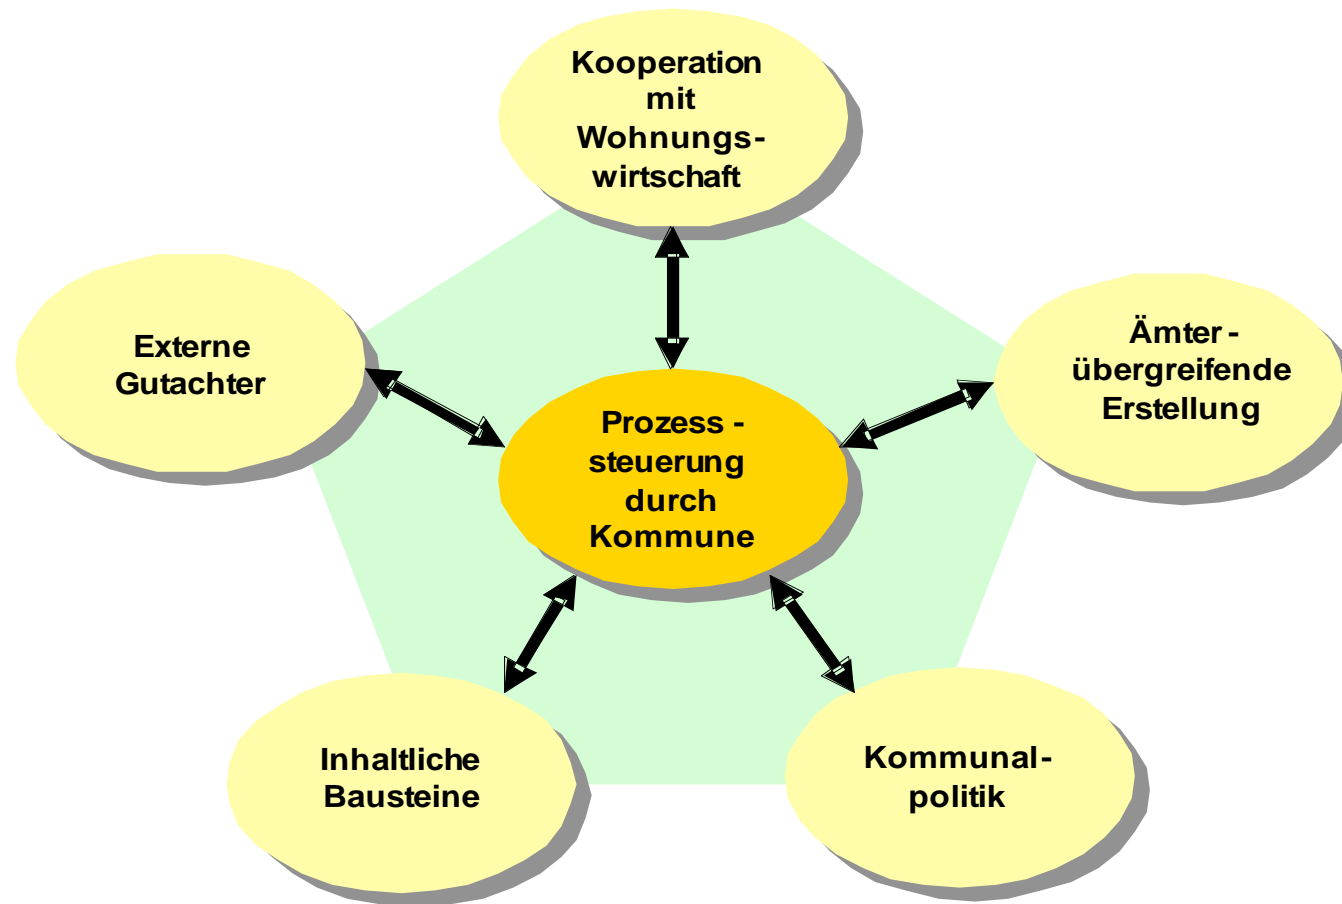 Kooperation
mit
Wohnungs-
wirtschaft
Externe
Gutachter
Ämter-
übergreifende
Erstellung
Prozess-
steuerung
durch
Kommune
Inhaltliche
Bausteine
Kommunal-
politik